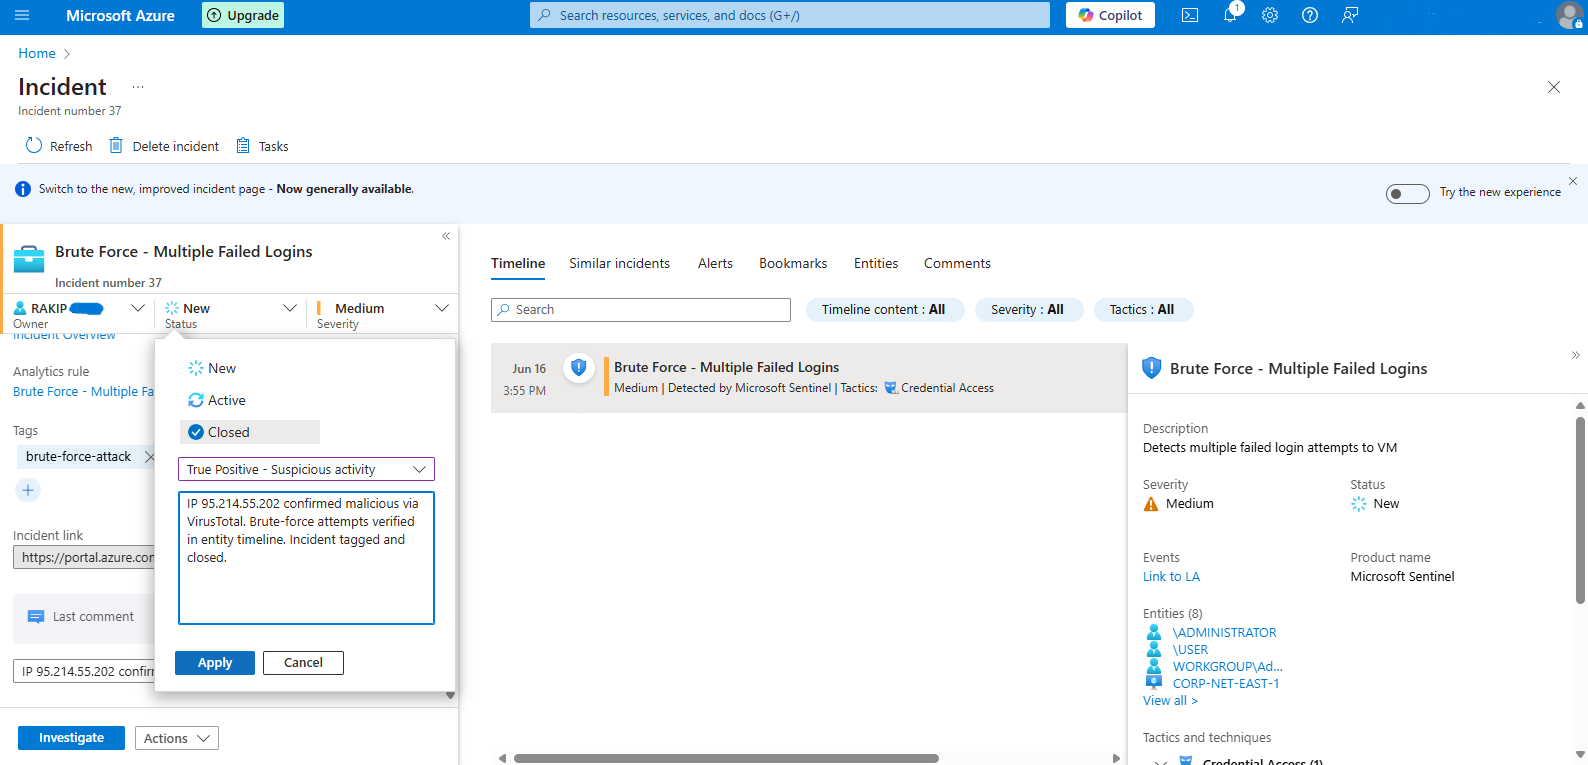 Microsoft Azure
Upgrade
Search resources, services, and docs (G+/)
Copilot
1
Home >
Incident ...
Incident number 37
Refresh
Delete incident
Tasks
Switch to the new, improved incident page - Now generally available.
Try the new experience
Brute Force - Multiple Failed Logins
Incident number 37
RAKIP
Owner
New
Status
Medium
Severity
Incident Overview
Analytics rule
Brute Force - Multiple Fa
Tags
brute-force-attack
Incident link
https://portal.azure.con
Last comment
IP 95.214.55.202 confirn
Investigate
Actions
New
Active
Closed
True Positive - Suspicious activity
IP 95.214.55.202 confirmed malicious via
VirusTotal. Brute-force attempts verified
in entity timeline. Incident tagged and
closed.
Apply
Cancel
Timeline
Similar incidents
Alerts
Bookmarks
Entities
Comments
Search
Timeline content : All
Severity : All
Tactics : All
Jun 16
3:55 PM
Brute Force - Multiple Failed Logins
Medium | Detected by Microsoft Sentinel | Tactics: Credential Access
Brute Force - Multiple Failed Logins
Description
Detects multiple failed login attempts to VM
Severity
Medium
Status
New
Events
Link to LA
Product name
Microsoft Sentinel
Entities (8)
\ADMINISTRATOR
\USER
WORKGROUP\Ad...
CORP-NET-EAST-1
View all >
Tactics and techniques
Credential Access (1)